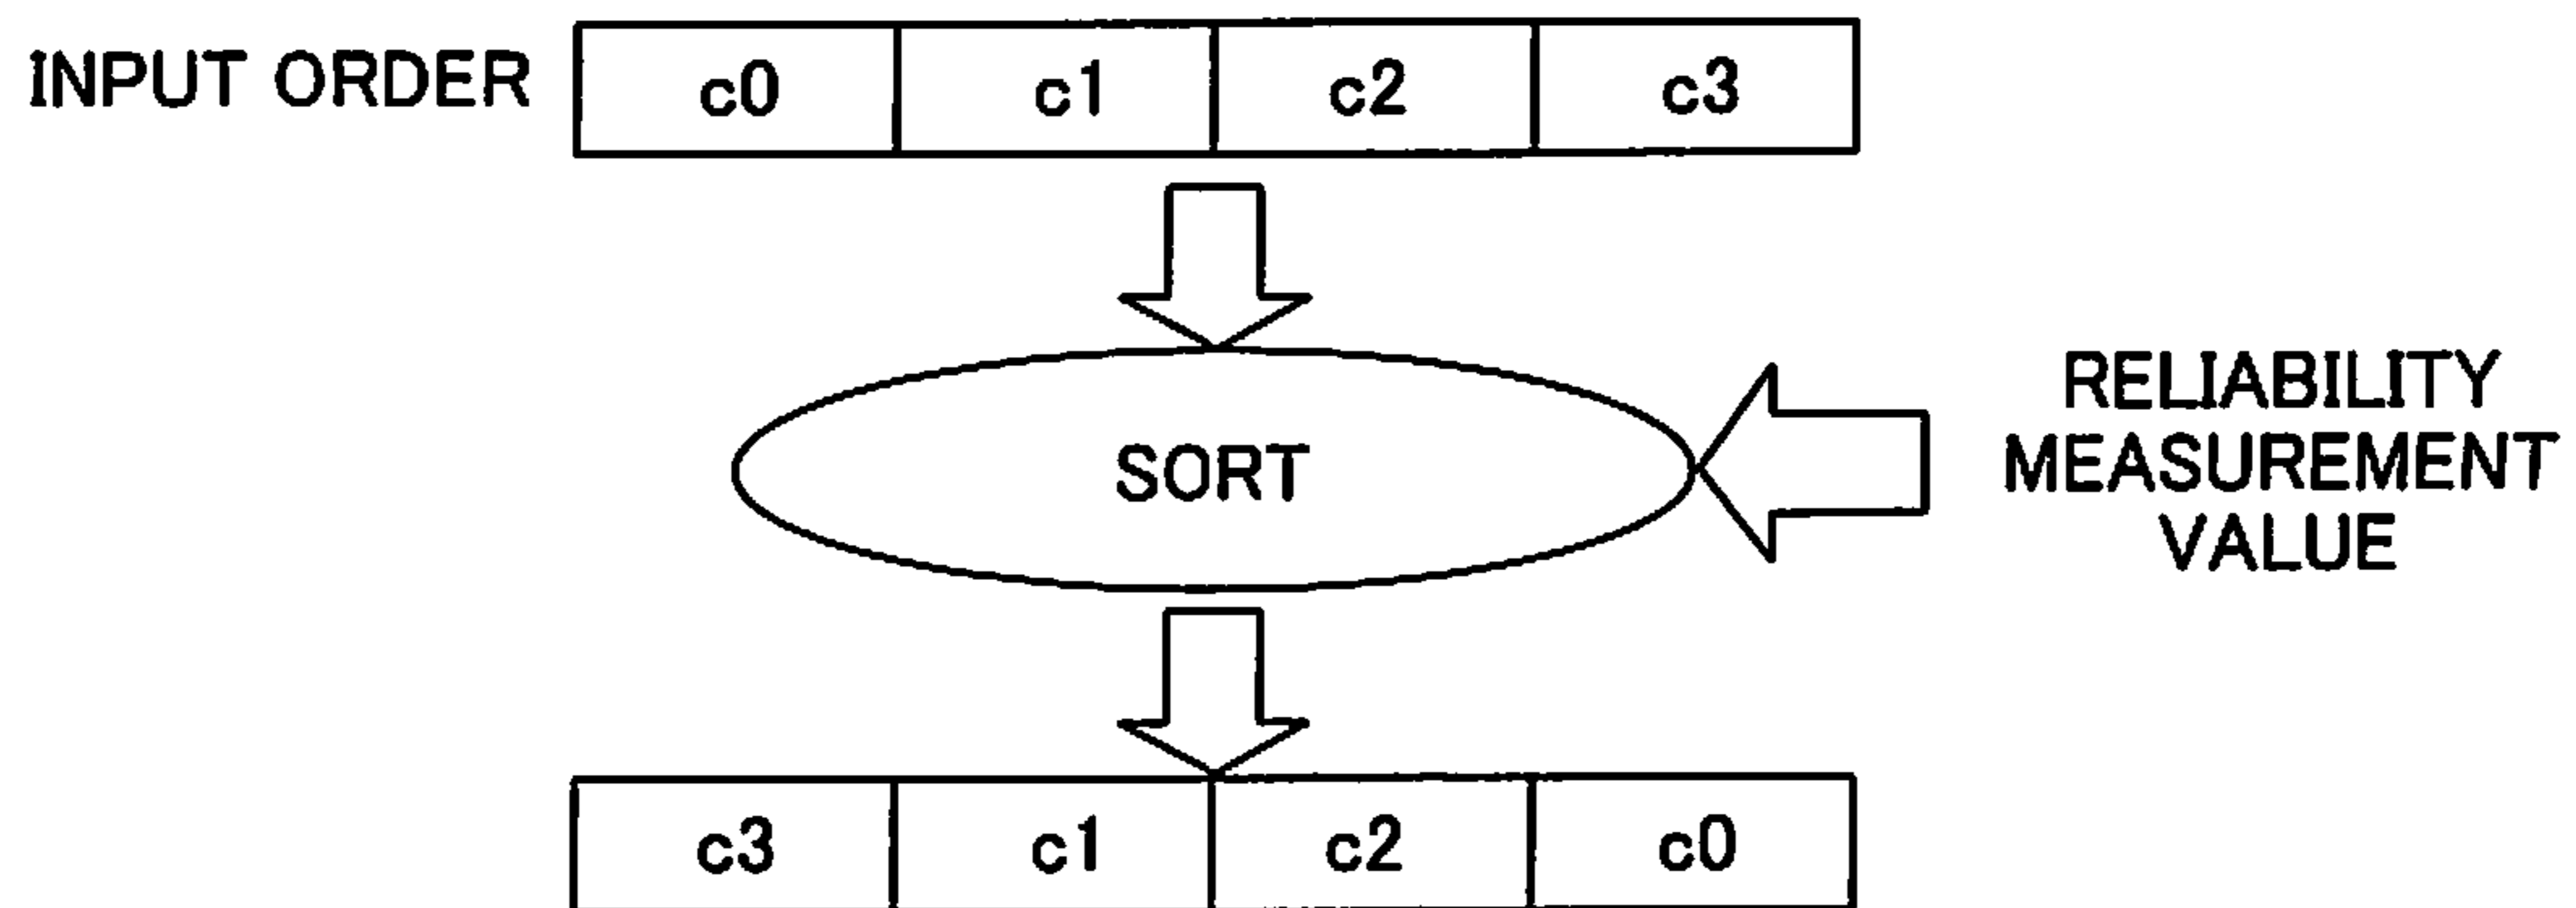 INPUT ORDER c0 c1 c2 c3
SORT
RELIABILITY
MEASUREMENT
VALUE
c3 c1 c2 c0